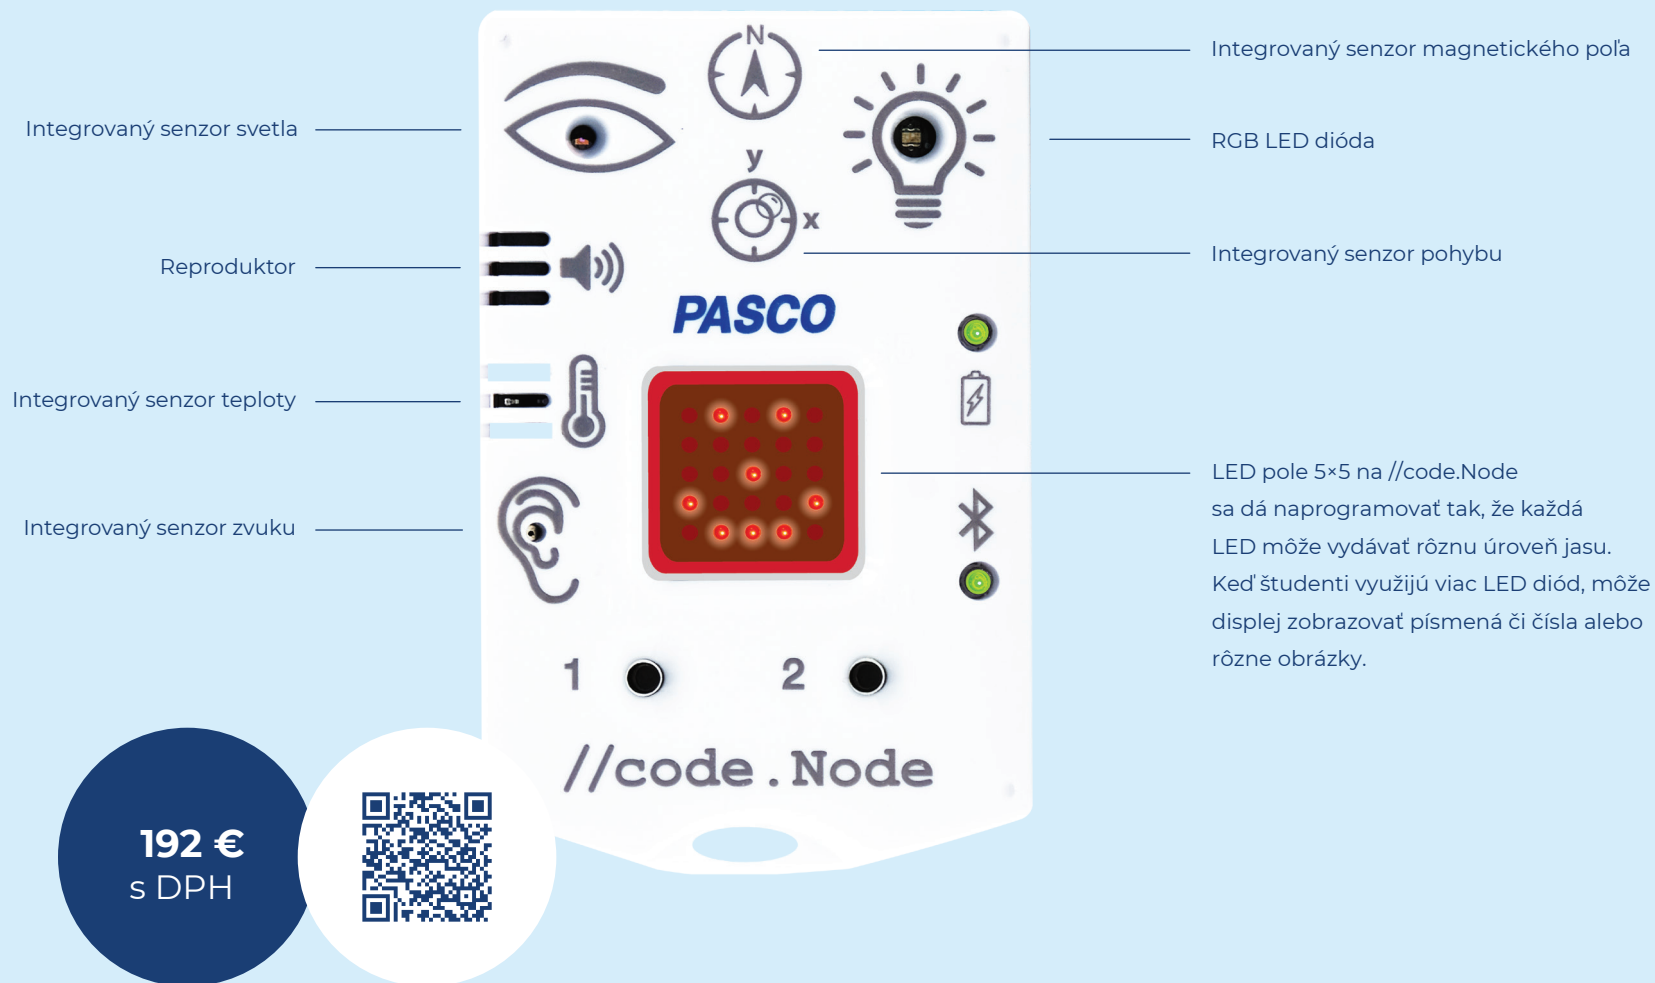 Integrovaný senzor svetla
Reproduktor
Integrovaný senzor teploty
Integrovaný senzor zvuku
N
y
x
PASCO
1
2
//code.Node
Integrovaný senzor magnetického poľa
RGB LED dióda
Integrovaný senzor pohybu
LED pole 5×5 na //code.Node
sa dá naprogramovať tak, že každá
LED môže vydávať rôznu úroveň jasu.
Keď študenti využijú viac LED diód, môže
displej zobrazovať písmená či čísla alebo
rôzne obrázky.
192 €
s DPH